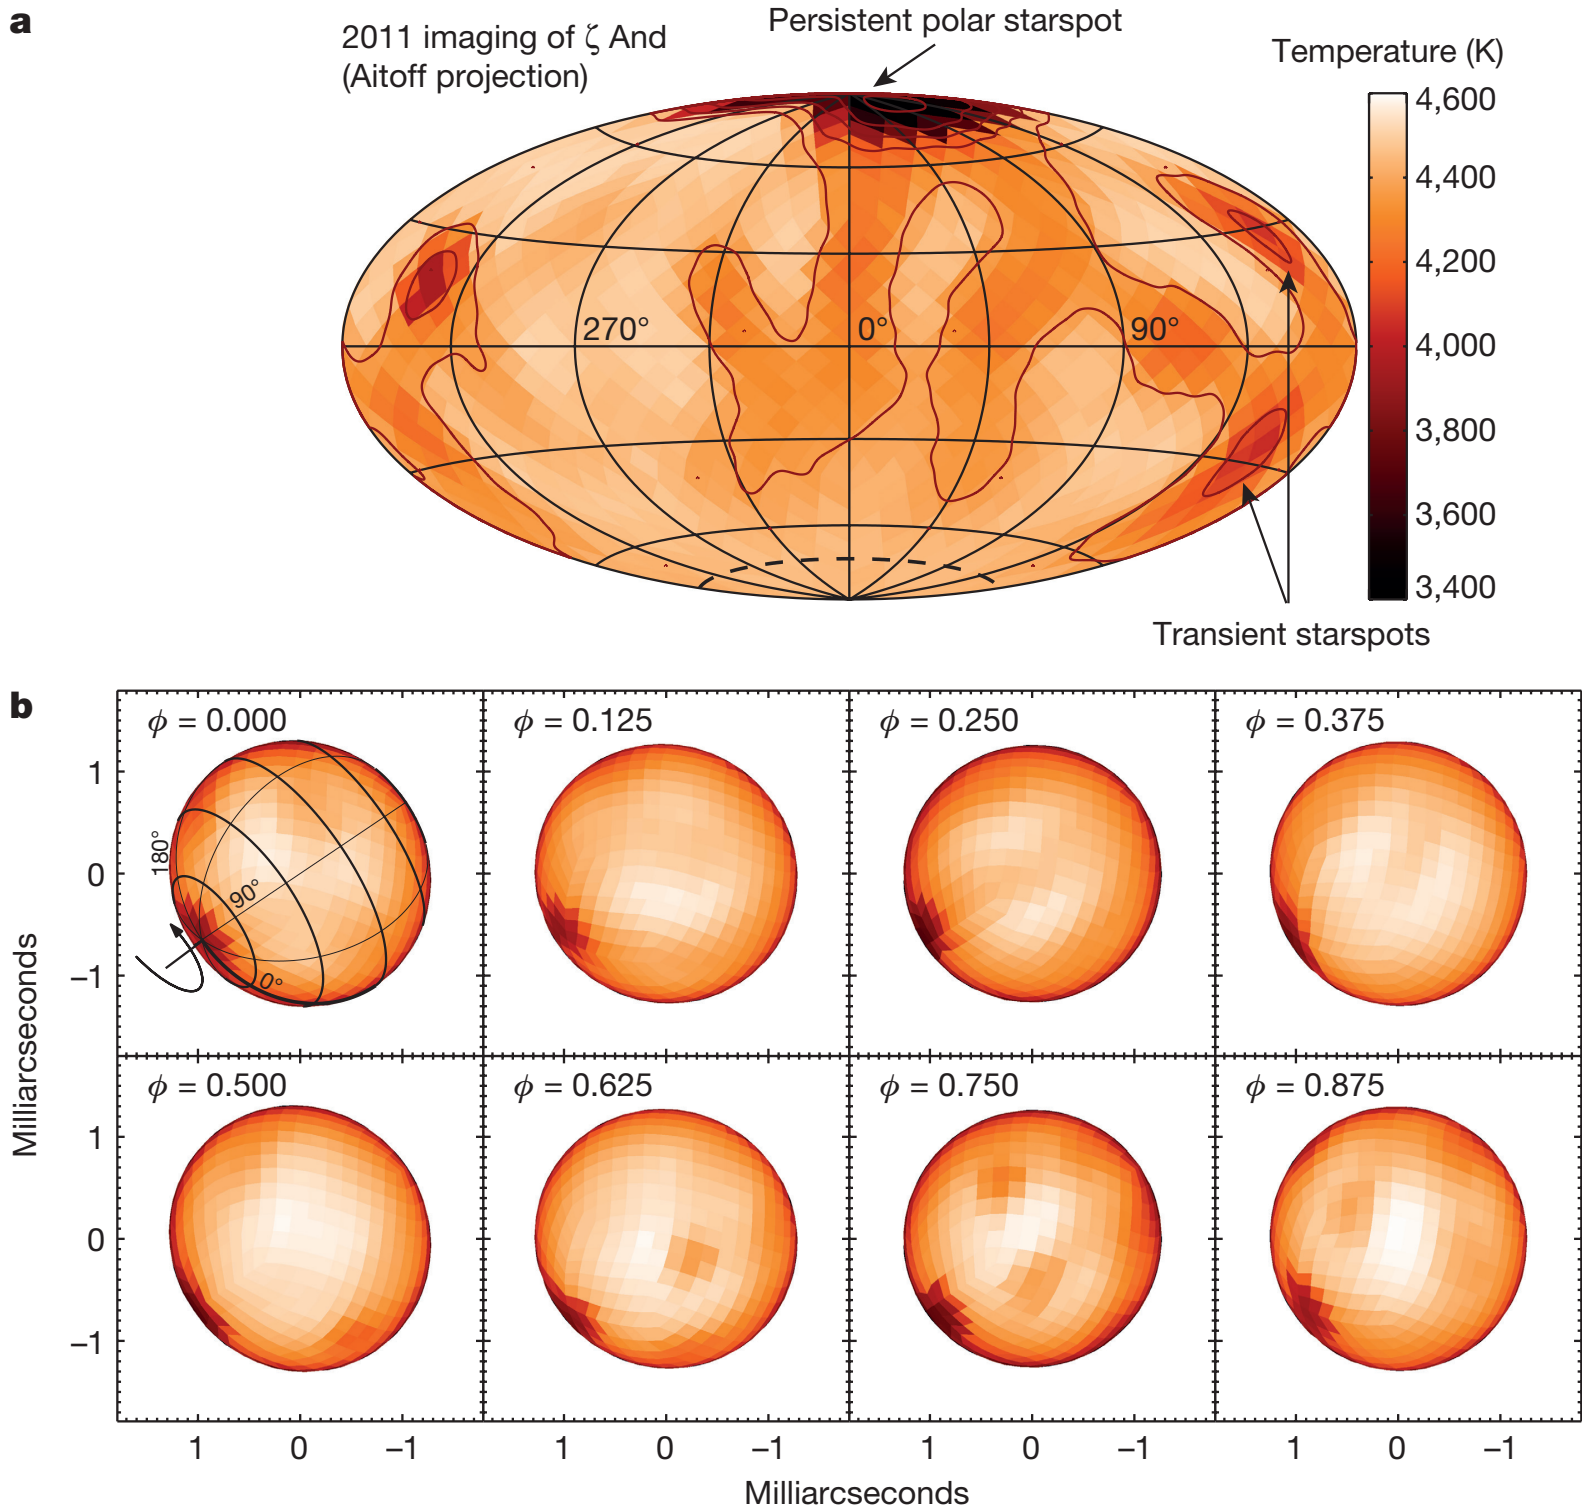 a
2011 imaging of ζ And
(Aitoff projection)
Persistent polar starspot
Temperature (K)
4,600
4,400
4,200
4,000
3,800
3,600
3,400
270°
0°
90°
Transient starspots
b
ϕ = 0.000
ϕ = 0.125
ϕ = 0.250
ϕ = 0.375
180°
90°
0°
1
0
−1
ϕ = 0.500
ϕ = 0.625
ϕ = 0.750
ϕ = 0.875
1
0
−1
Milliarcseconds
1
0
−1
1
0
−1
1
0
−1
1
0
−1
Milliarcseconds